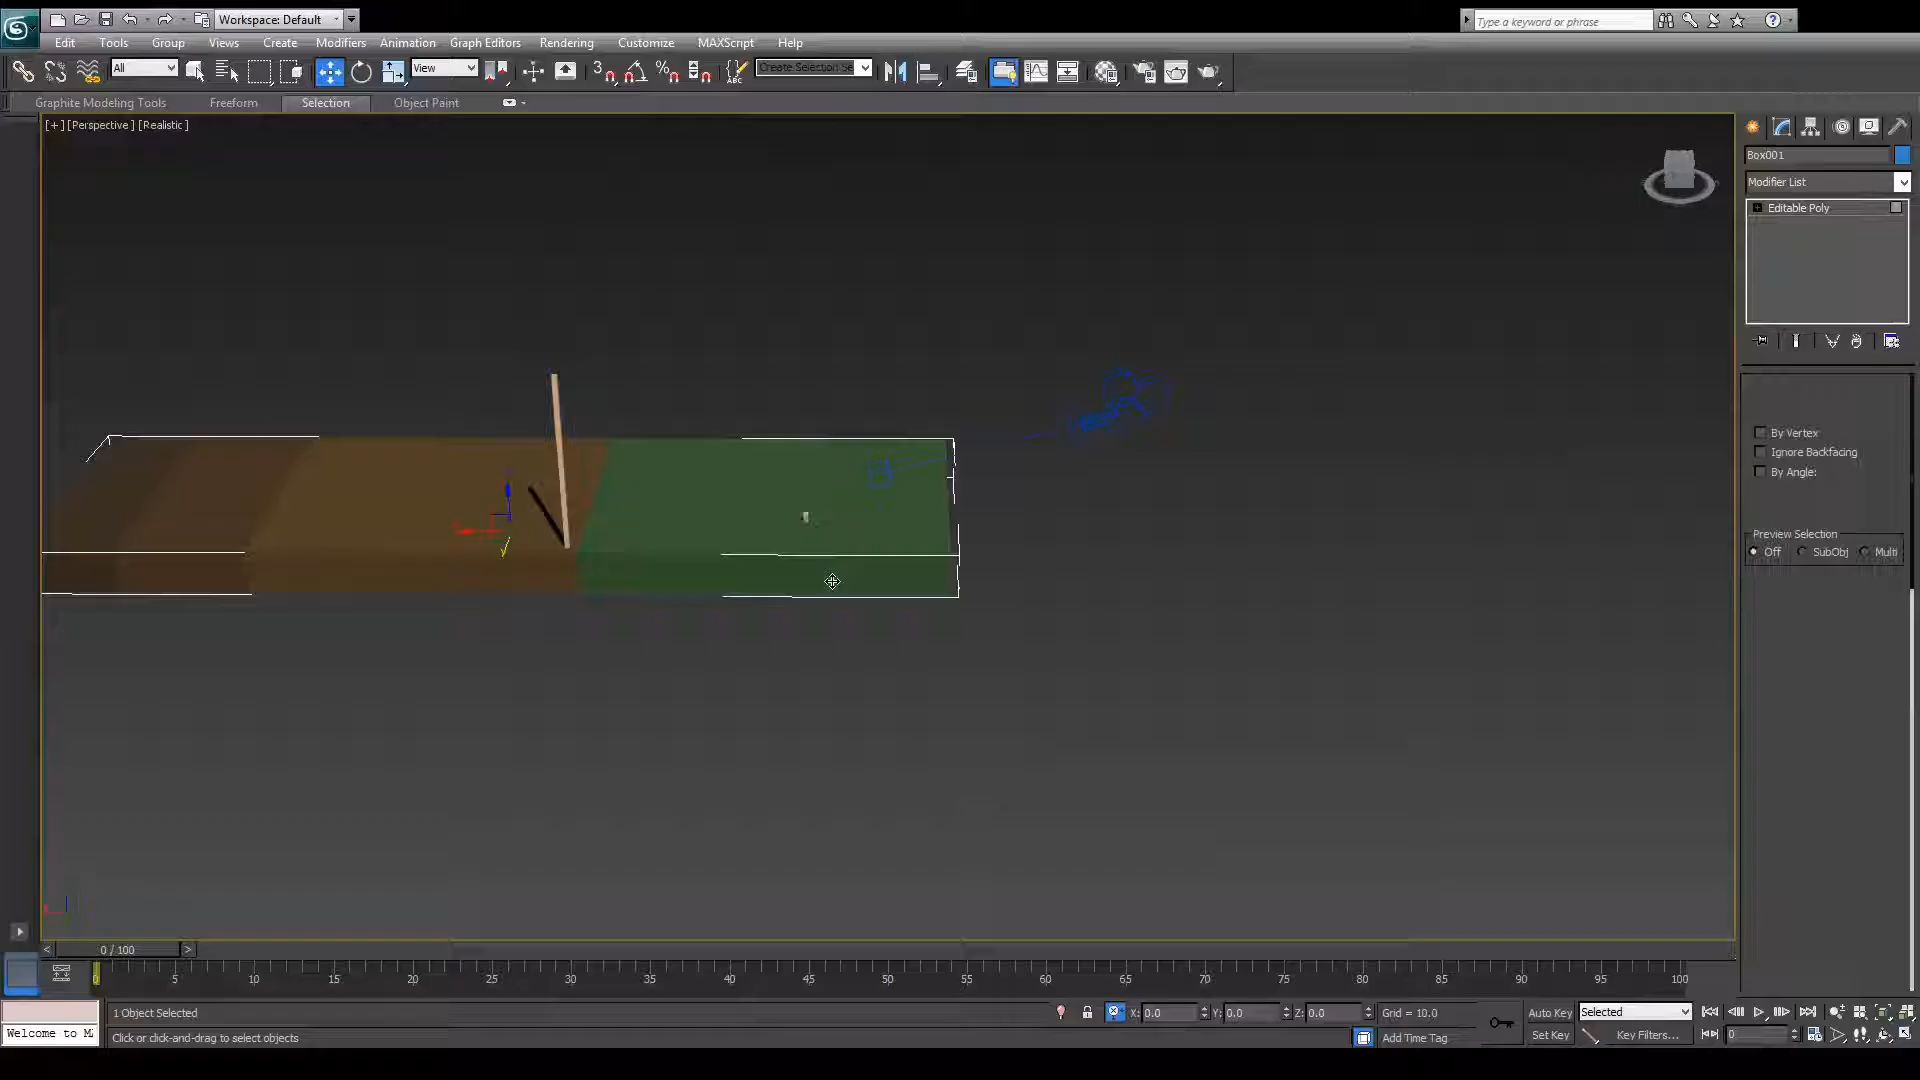 Workspace: Default
Type a keyword or phrase
Edit Tools Group Views Create Modifiers Animation Graph Editors Rendering Customize MAXScript Help
All View Create Selection Se
Graphite Modeling Tools Freeform Selection Object Paint
[+] [Perspective] [Realistic]
Box001
Modifier List
Editable Poly
By Vertex
Ignore Backfacing
By Angle:
Preview Selection
Off SubObj Multi
< 0 / 100 >
0 5 10 15 20 25 30 35 40 45 50 55 60 65 70 75 80 85 90 95 100
1 Object Selected X: 0.0 Y: 0.0 Z: 0.0 Grid = 10.0 Auto Key Selected
Welcome to M
Click or click-and-drag to select objects Add Time Tag Set Key Key Filters... 0